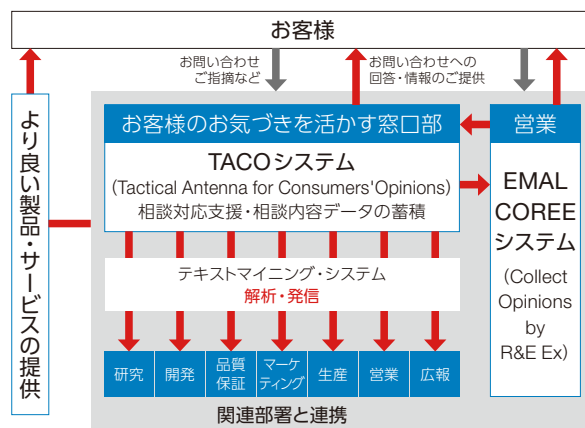 お客様
お問い合わせ
ご指摘など
お問い合わせへの
回答・情報のご提供
より良い製品・サービスの提供
お客様のお気づきを活かす窓口部
営業
TACOシステム
(Tactical Antenna for Consumers'Opinions)
相談対応支援・相談内容データの蓄積
EMAL
COREE
システム
(Collect
Opinions
by
R&E Ex)
テキストマイニング・システム
解析・発信
研究
開発
品質
保証
マーケ
ティング
生産
営業
広報
関連部署と連携